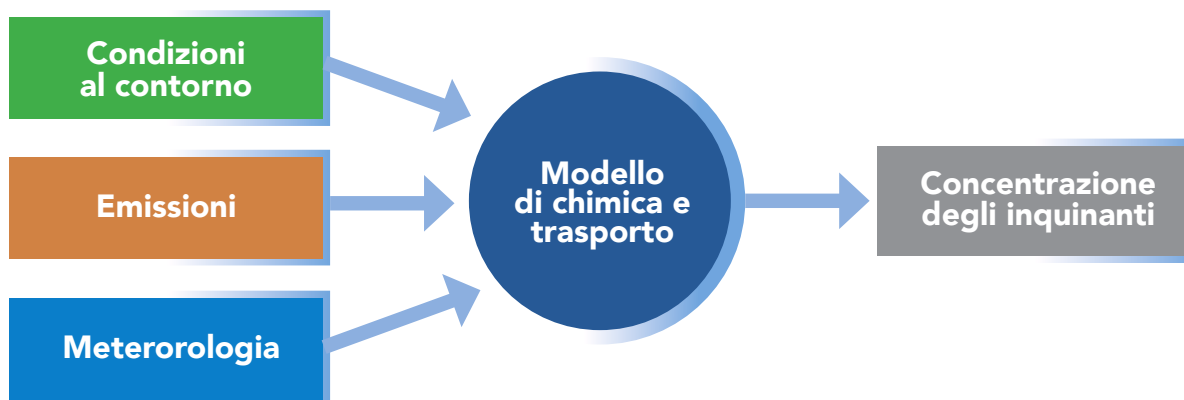 Condizioni
al contorno
Emissioni
Meterorologia
Modello
di chimica e
trasporto
Concentrazione
degli inquinanti